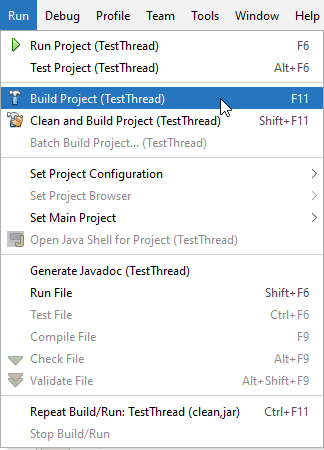 Run Debug Profile Team Tools Window Help
Run Project (TestThread) F6
Test Project (TestThread) Alt+F6
Build Project (TestThread) F11
Clean and Build Project (TestThread) Shift+F11
Batch Build Project... (TestThread)
Set Project Configuration
Set Project Browser
Set Main Project
Open Java Shell for Project (TestThread)
Generate Javadoc (TestThread)
Run File Shift+F6
Test File Ctrl+F6
Compile File F9
Check File Alt+F9
Validate File Alt+Shift+F9
Repeat Build/Run: TestThread (clean,jar) Ctrl+F11
Stop Build/Run